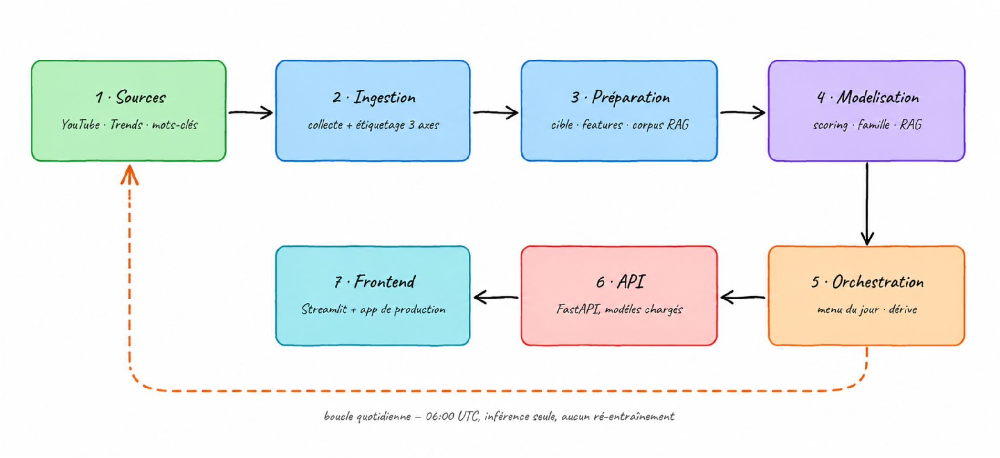 1 · Sources
YouTube · Trends · mots-clés
2 · Ingestion
collecte + étiquetage 3 axes
3 · Préparation
cible · features · corpus RAG
4 · Modelisation
scoring · famille · RAG
7 · Frontend
Streamlit + app de production
6 · API
FastAPI, modéles chargés
5 · Orchestration
menu du jour · dérive
boucle quotidienne – 06:00 UTC, inférence seule, aucun ré-entraînement